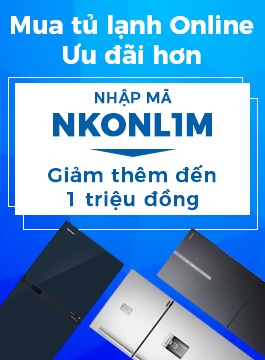 Mua tủ lạnh Online
Ưu đãi hơn
NHẬP MÃ
NKONL1M
Giảm thêm đến
1 triệu đồng